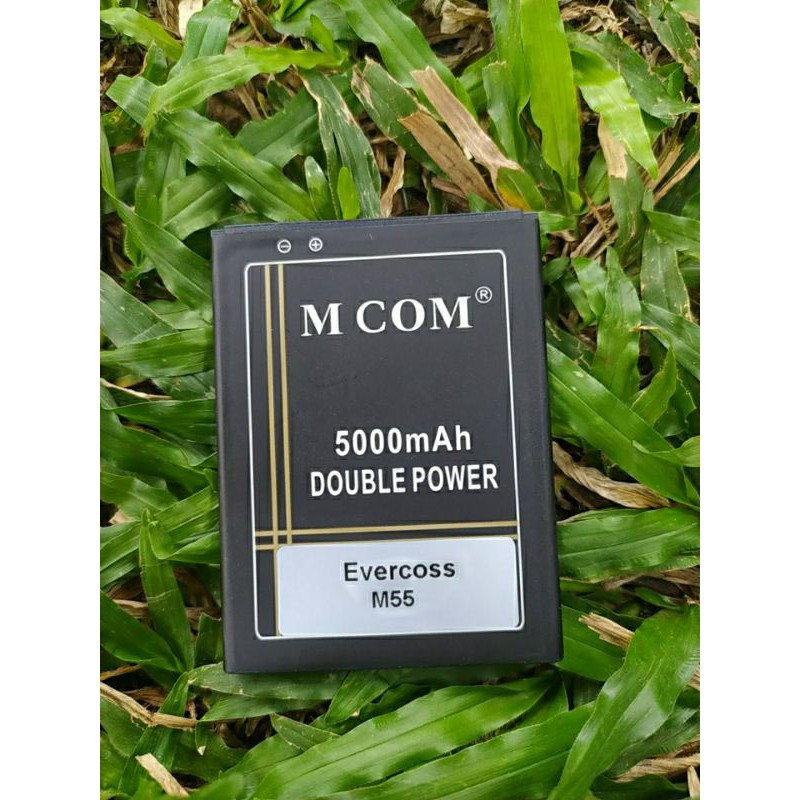 ⊖ ⊕
M COM®
5000mAh
DOUBLE POWER
Evercoss
M55